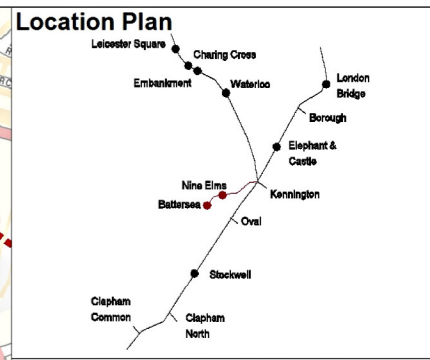 Location Plan
Leicester Square
Charing Cross
Embankment
Waterloo
London
Bridge
Borough
Elephant &
Castle
Nine Elms
Kennington
Battersea
Oval
Stockwell
Clapham
Common
Clapham
North